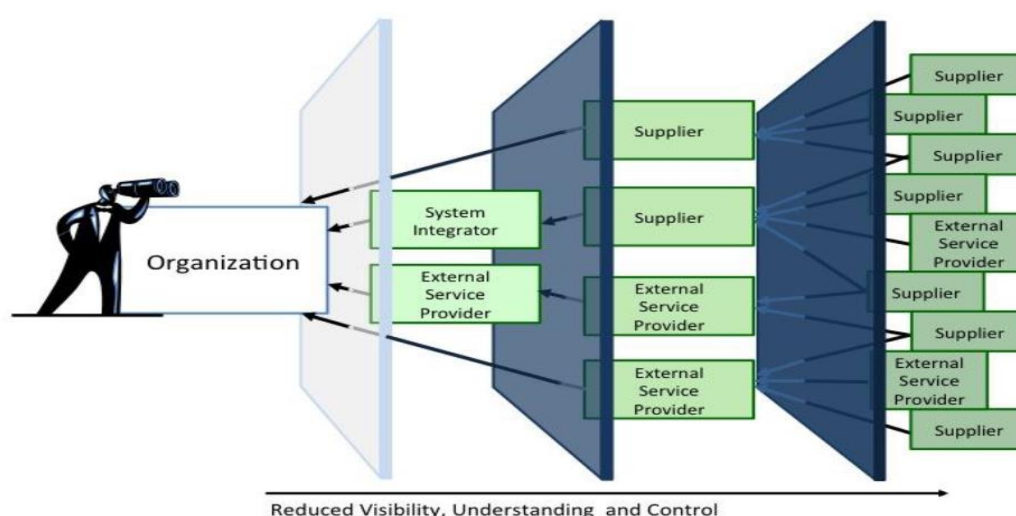 Organization
System
Integrator
External
Service
Provider
Supplier
Supplier
External
Service
Provider
External
Service
Provider
Supplier
Supplier
Supplier
Supplier
External
Service
Provider
Supplier
Supplier
External
Service
Provider
Supplier
Reduced Visibility, Understanding and Control